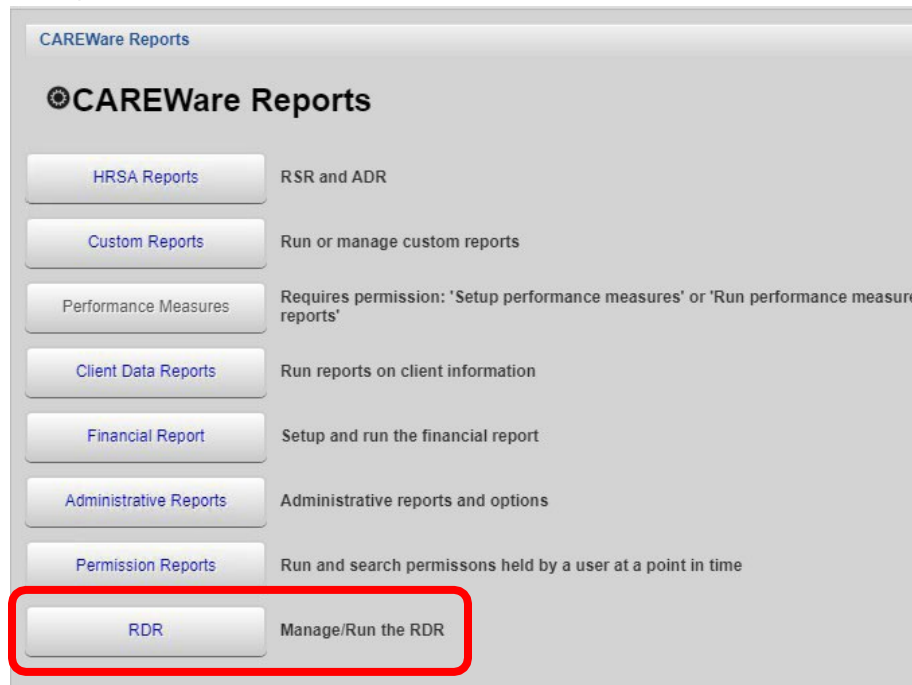 CAREWare Reports
CAREWare Reports
HRSA Reports RSR and ADR
Custom Reports Run or manage custom reports
Performance Measures Requires permission: 'Setup performance measures' or 'Run performance measure
reports'
Client Data Reports Run reports on client information
Financial Report Setup and run the financial report
Administrative Reports Administrative reports and options
Permission Reports Run and search permissons held by a user at a point in time
RDR Manage/Run the RDR